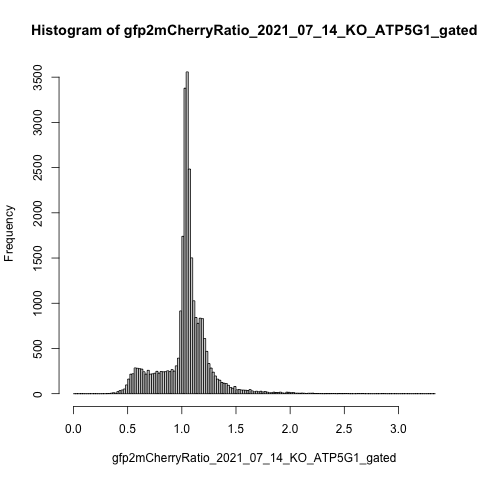 Histogram of gfp2mCherryRatio_2021_07_14_KO_ATP5G1_gated
3500
3000
2500
2000
1500
1000
500
0
Frequency
0.0 0.5 1.0 1.5 2.0 2.5 3.0
gfp2mCherryRatio_2021_07_14_KO_ATP5G1_gated